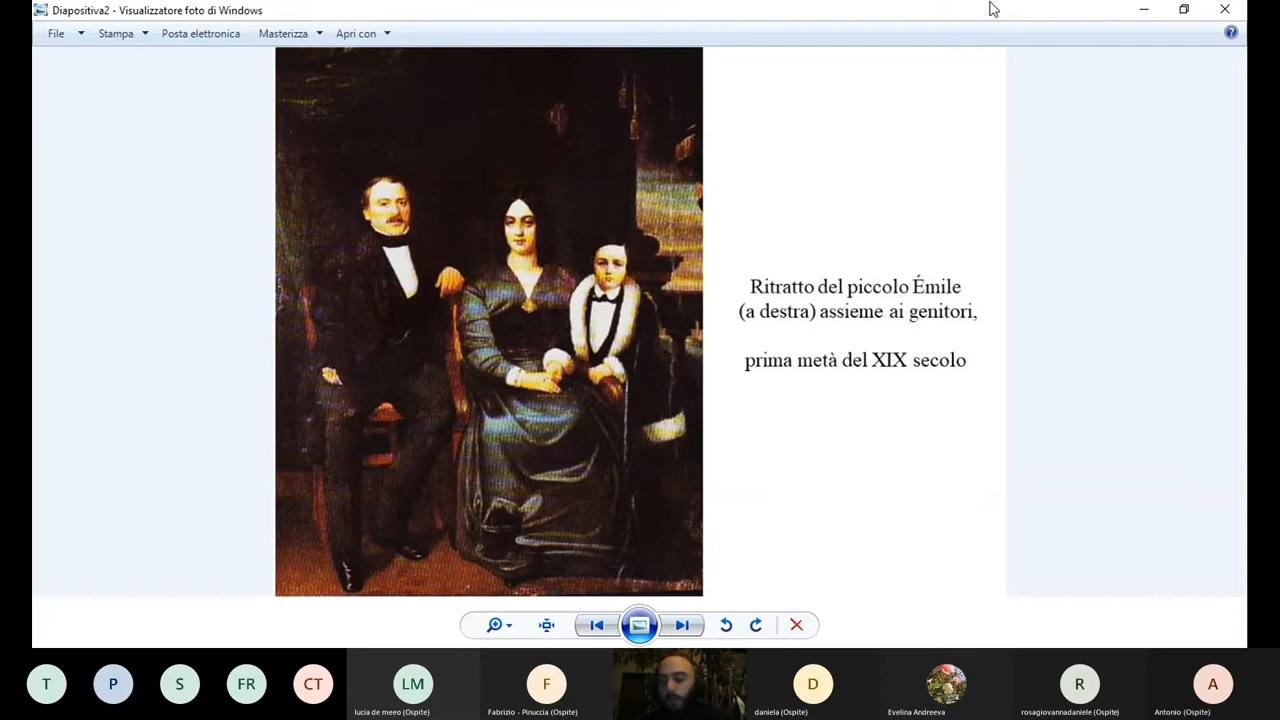 Diapositiva2 - Visualizzatore foto di Windows
File Stampa Posta elettronica Masterizza Apri con
Ritratto del piccolo Émile
(a destra) assieme ai genitori,
prima metà del XIX secolo
T P S FR CT LM F D R A
lucia de meeo (Ospite) Fabrizio - Pinuccia (Ospite) daniela (Ospite) Evelina Andreeva rosagiovannadaniele (Ospite) Antonio (Ospite)